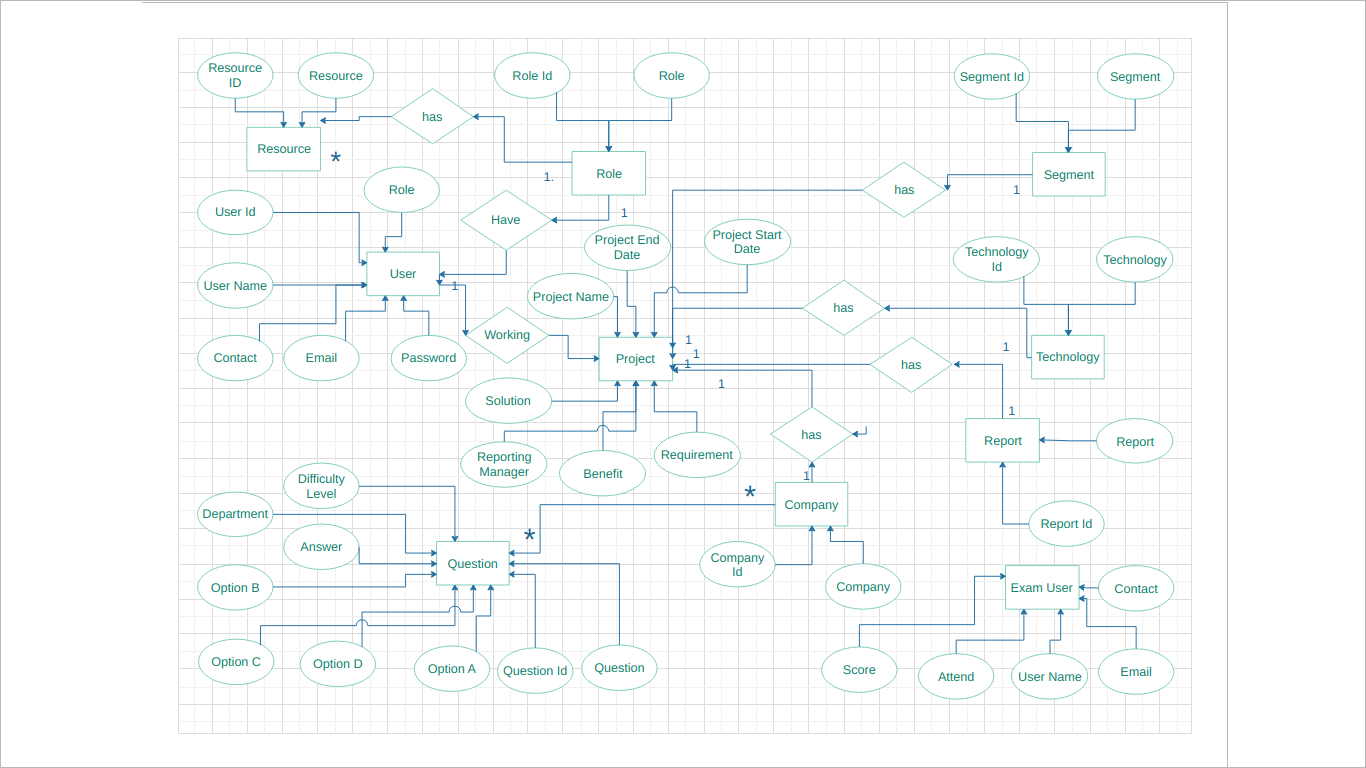 Resource
ID
Resource
Role Id
Role
Segment Id
Segment
has
Resource
*
Role
1.
1
has
Segment
1
Role
User Id
Have
Project End
Date
Project Start
Date
Technology
Id
Technology
User
1
User Name
Project Name
has
Working
Contact
Email
Password
Project
1
1
1
1
has
1
Technology
Solution
1
Reporting
Manager
Benefit
Requirement
has
Report
Report
Difficulty
Level
1
*
Company
Department
*
Report Id
Answer
Question
Company
Id
Company
Option B
Exam User
Contact
Option C
Option D
Option A
Question Id
Question
Score
Attend
User Name
Email